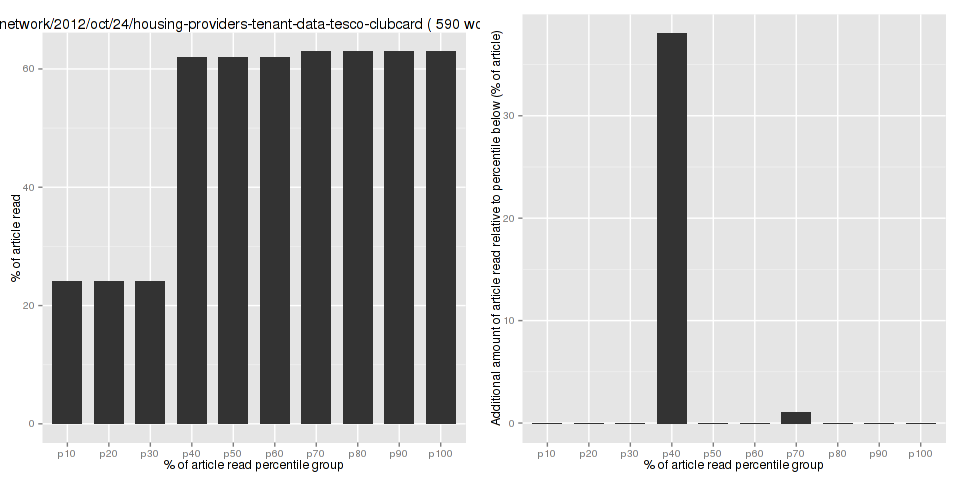 network/2012/oct/24/housing-providers-tenant-data-tesco-clubcard ( 590 wc
% of article read
60
40
20
0
p10 p20 p30 p40 p50 p60 p70 p80 p90 p100
% of article read percentile group
Additional amount of article read relative to percentile below (% of article)
30
20
10
0
p10 p20 p30 p40 p50 p60 p70 p80 p90 p100
% of article read percentile group